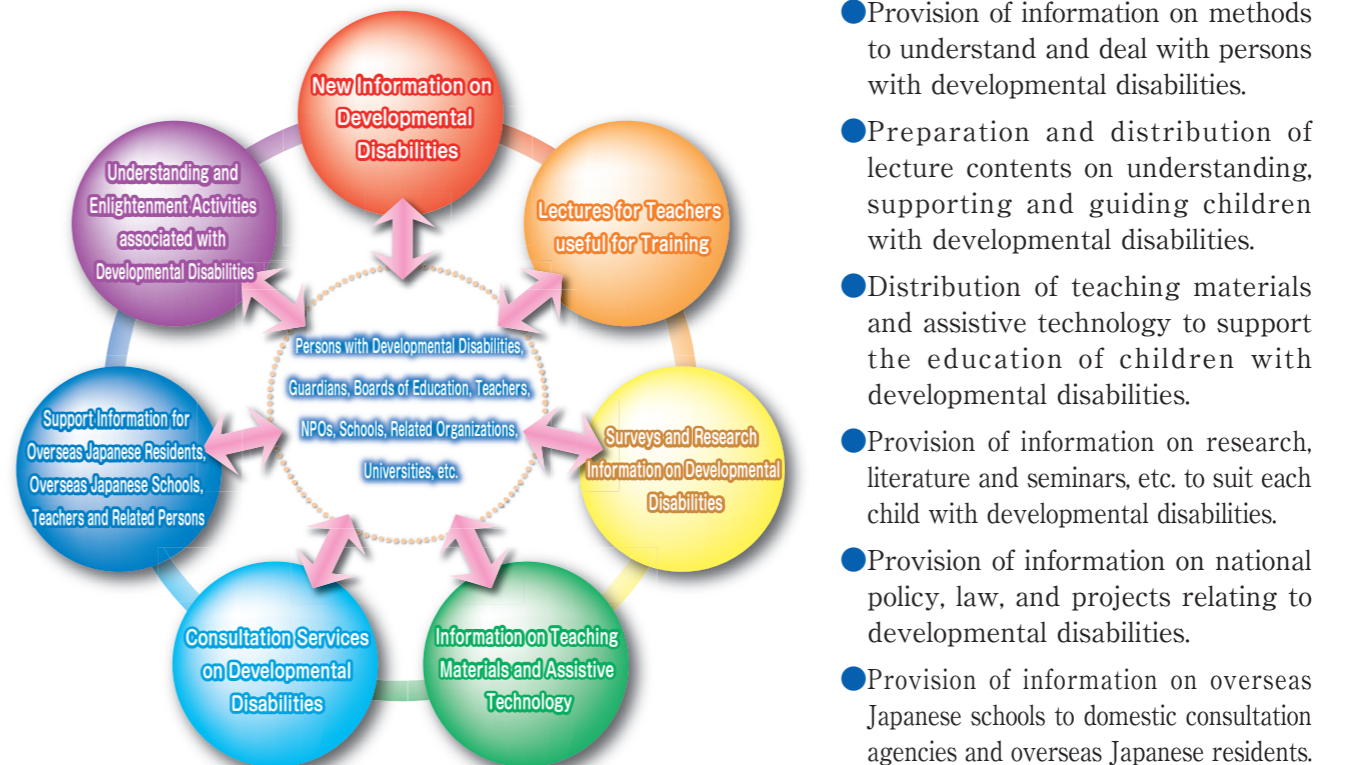 New Information on
Developmental
Disabilities
Lectures for Teachers
useful for Training
Surveys and Research
Information on Developmental
Disabilities
Information on Teaching
Materials and Assistive
Technology
Consultation Services
on Developmental
Disabilities
Support Information for
Overseas Japanese Residents,
Overseas Japanese Schools,
Teachers and Related Persons
Understanding and
Enlightenment Activities
associated with
Developmental Disabilities
Persons with Developmental Disabilities,
Guardians, Boards of Education, Teachers,
NPOs, Schools, Related Organizations,
Universities, etc.
●Provision of information on methods
to understand and deal with persons
with developmental disabilities.
●Preparation and distribution of
lecture contents on understanding,
supporting and guiding children
with developmental disabilities.
●Distribution of teaching materials
and assistive technology to support
the education of children with
developmental disabilities.
●Provision of information on research,
literature and seminars, etc. to suit each
child with developmental disabilities.
●Provision of information on national
policy, law, and projects relating to
developmental disabilities.
●Provision of information on overseas
Japanese schools to domestic consultation
agencies and overseas Japanese residents.